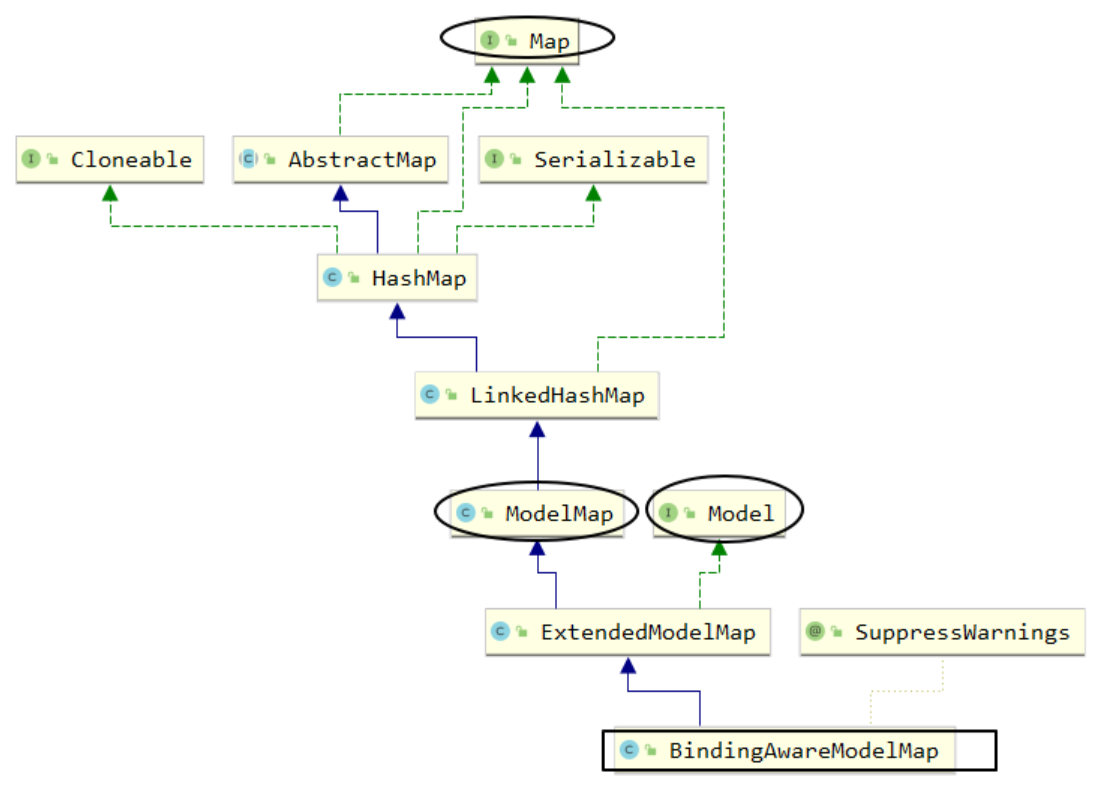 I Map
I Cloneable
C AbstractMap
I Serializable
C HashMap
C LinkedHashMap
C ModelMap
I Model
C ExtendedModelMap
@ SuppressWarnings
C BindingAwareModelMap